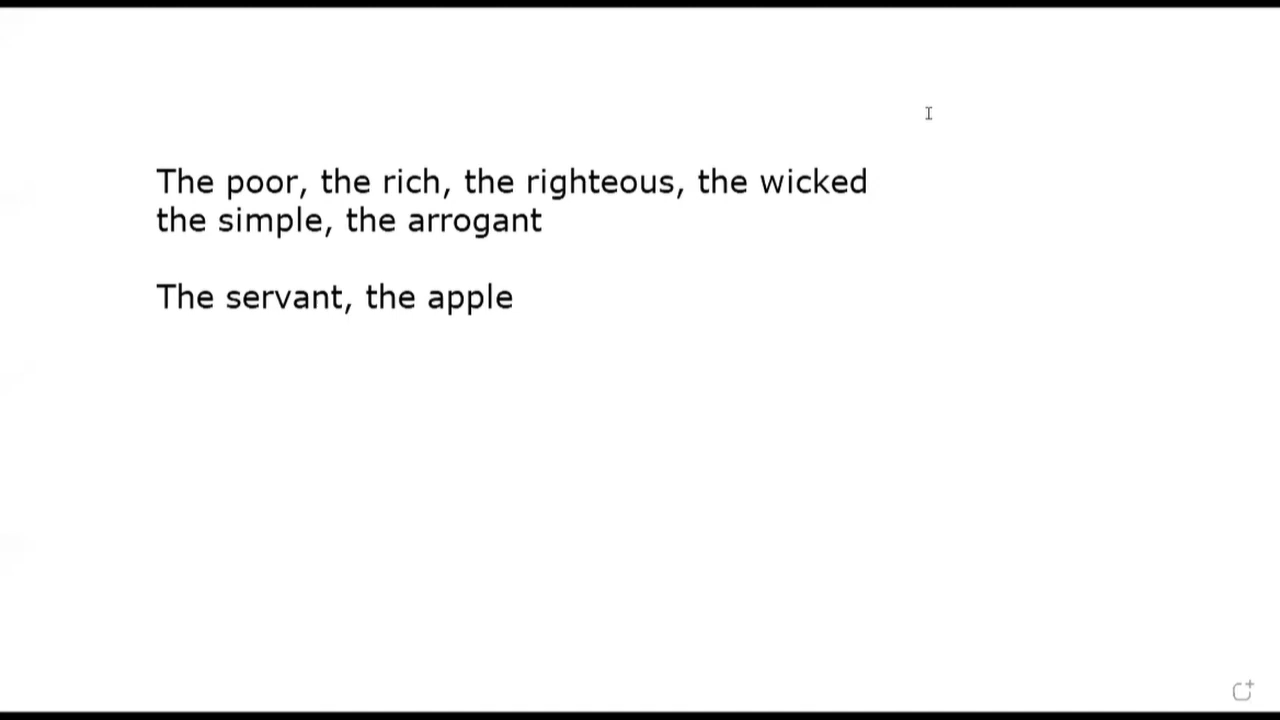 The poor, the rich, the righteous, the wicked
the simple, the arrogant
The servant, the apple